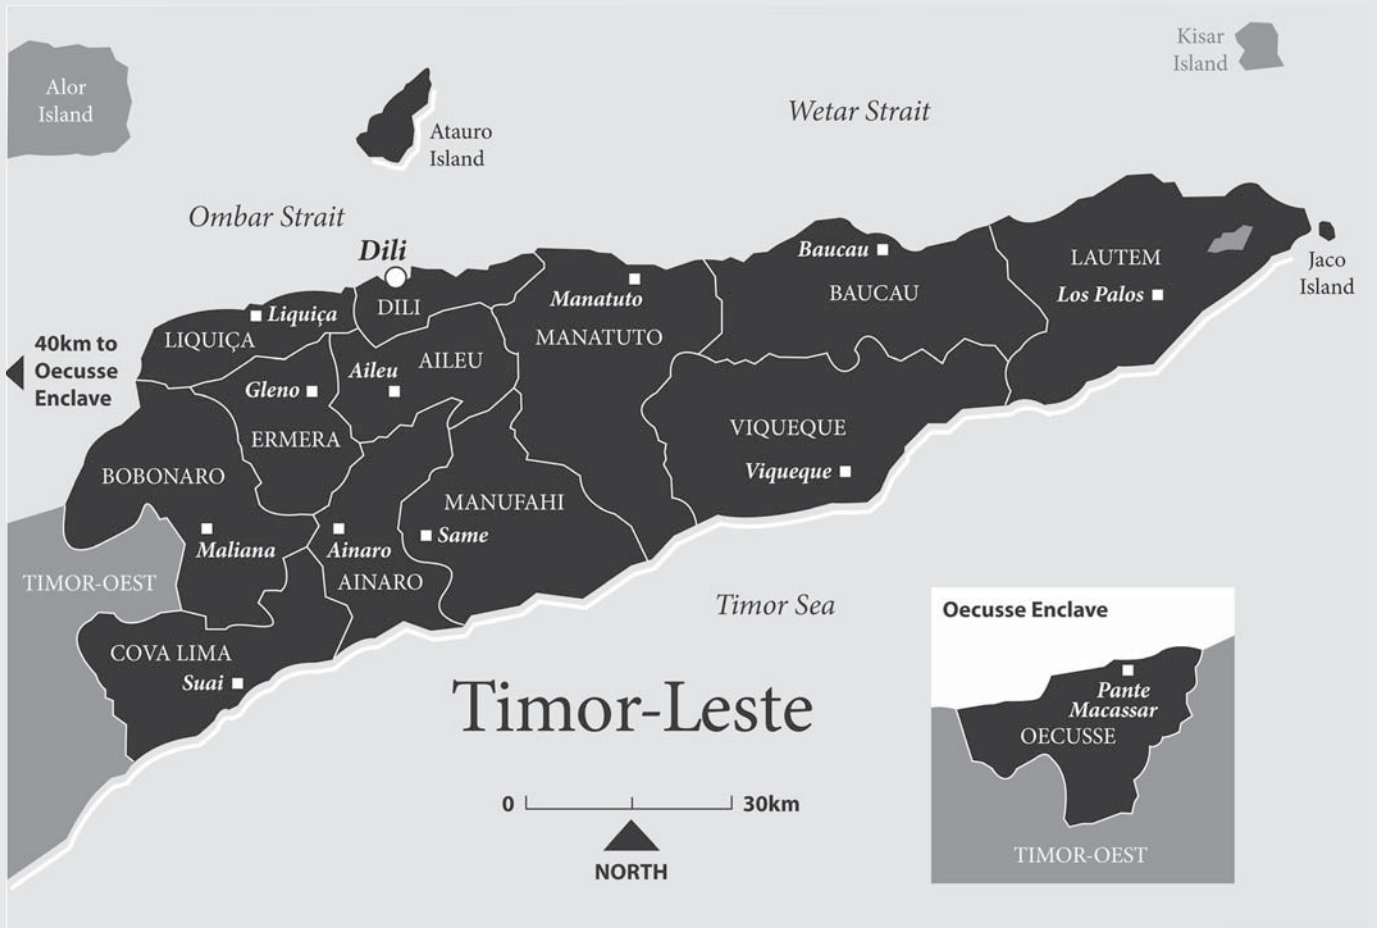 Kisar
Island
Alor
Island
Wetar Strait
Atauro
Island
Ombar Strait
Dili
Baucau
LAUTEM
Jaco
Island
Los Palos
BAUCAU
Manatuto
MANATUTO
DILI
Liquiça
LIQUIÇA
40km to
Oecusse
Enclave
AILEU
Aileu
Gleno
ERMERA
VIQUEQUE
Viqueque
BOBONARO
MANUFAHI
Same
Maliana
Ainaro
AINARO
TIMOR-OEST
Timor Sea
COVA LIMA
Suai
Oecusse Enclave
Pante
Macassar
OECUSSE
TIMOR-OEST
Timor-Leste
0 30km
NORTH